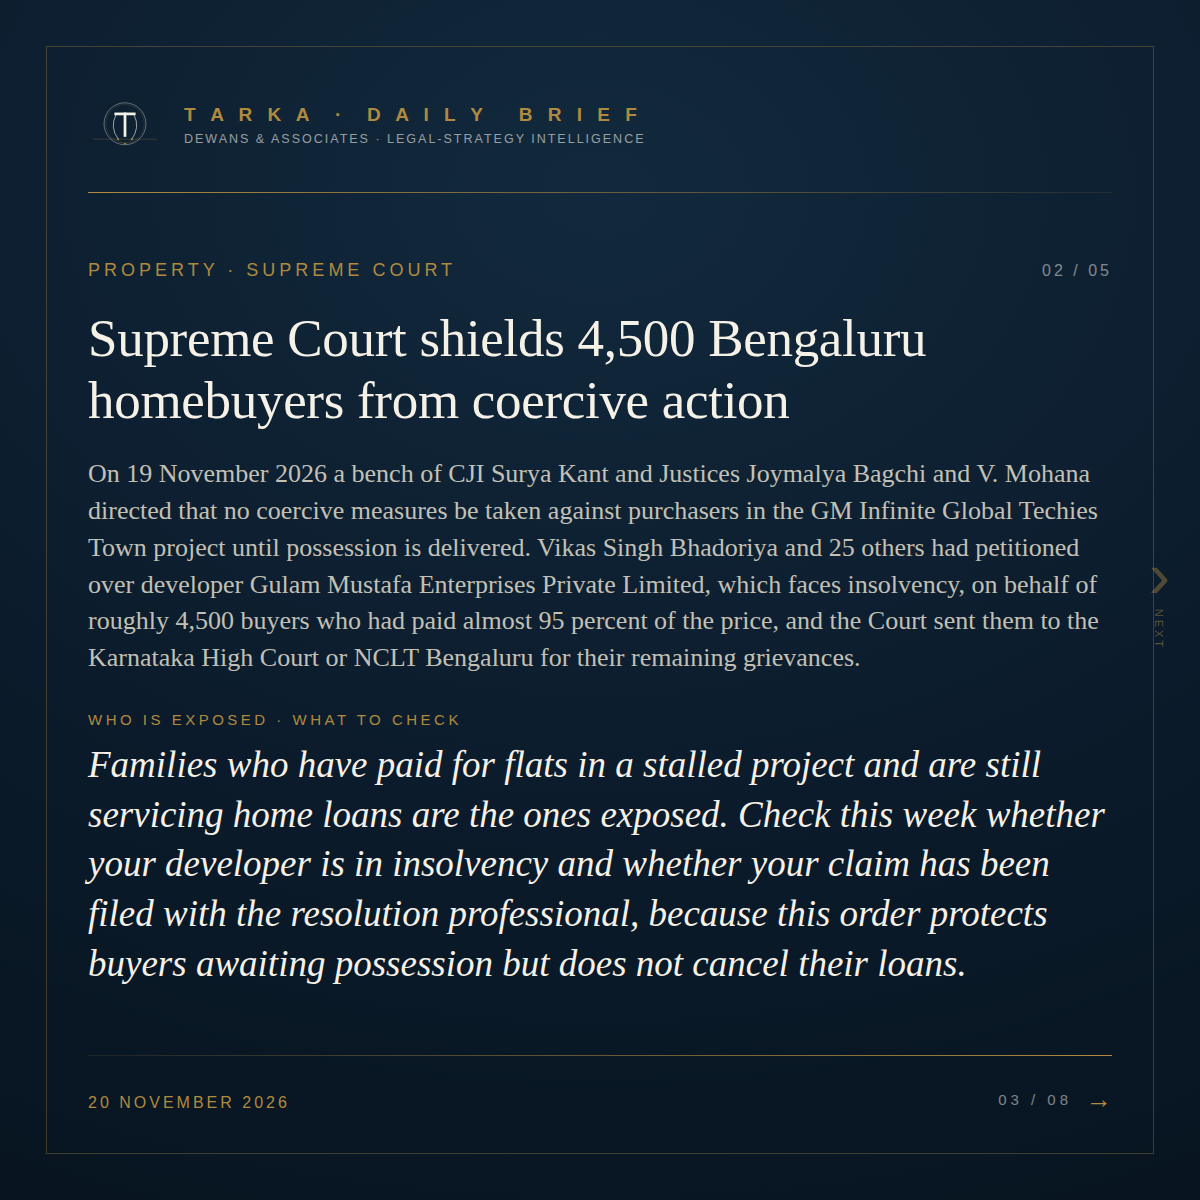 T
TARKA · DAILY BRIEF
DEWANS & ASSOCIATES · LEGAL-STRATEGY INTELLIGENCE
PROPERTY · SUPREME COURT
02 / 05
Supreme Court shields 4,500 Bengaluru
homebuyers from coercive action
On 19 November 2026 a bench of CJI Surya Kant and Justices Joymalya Bagchi and V. Mohana
directed that no coercive measures be taken against purchasers in the GM Infinite Global Techies
Town project until possession is delivered. Vikas Singh Bhadoriya and 25 others had petitioned
over developer Gulam Mustafa Enterprises Private Limited, which faces insolvency, on behalf of
roughly 4,500 buyers who had paid almost 95 percent of the price, and the Court sent them to the
Karnataka High Court or NCLT Bengaluru for their remaining grievances.
NEXT
WHO IS EXPOSED · WHAT TO CHECK
Families who have paid for flats in a stalled project and are still
servicing home loans are the ones exposed. Check this week whether
your developer is in insolvency and whether your claim has been
filed with the resolution professional, because this order protects
buyers awaiting possession but does not cancel their loans.
20 NOVEMBER 2026
03 / 08 →